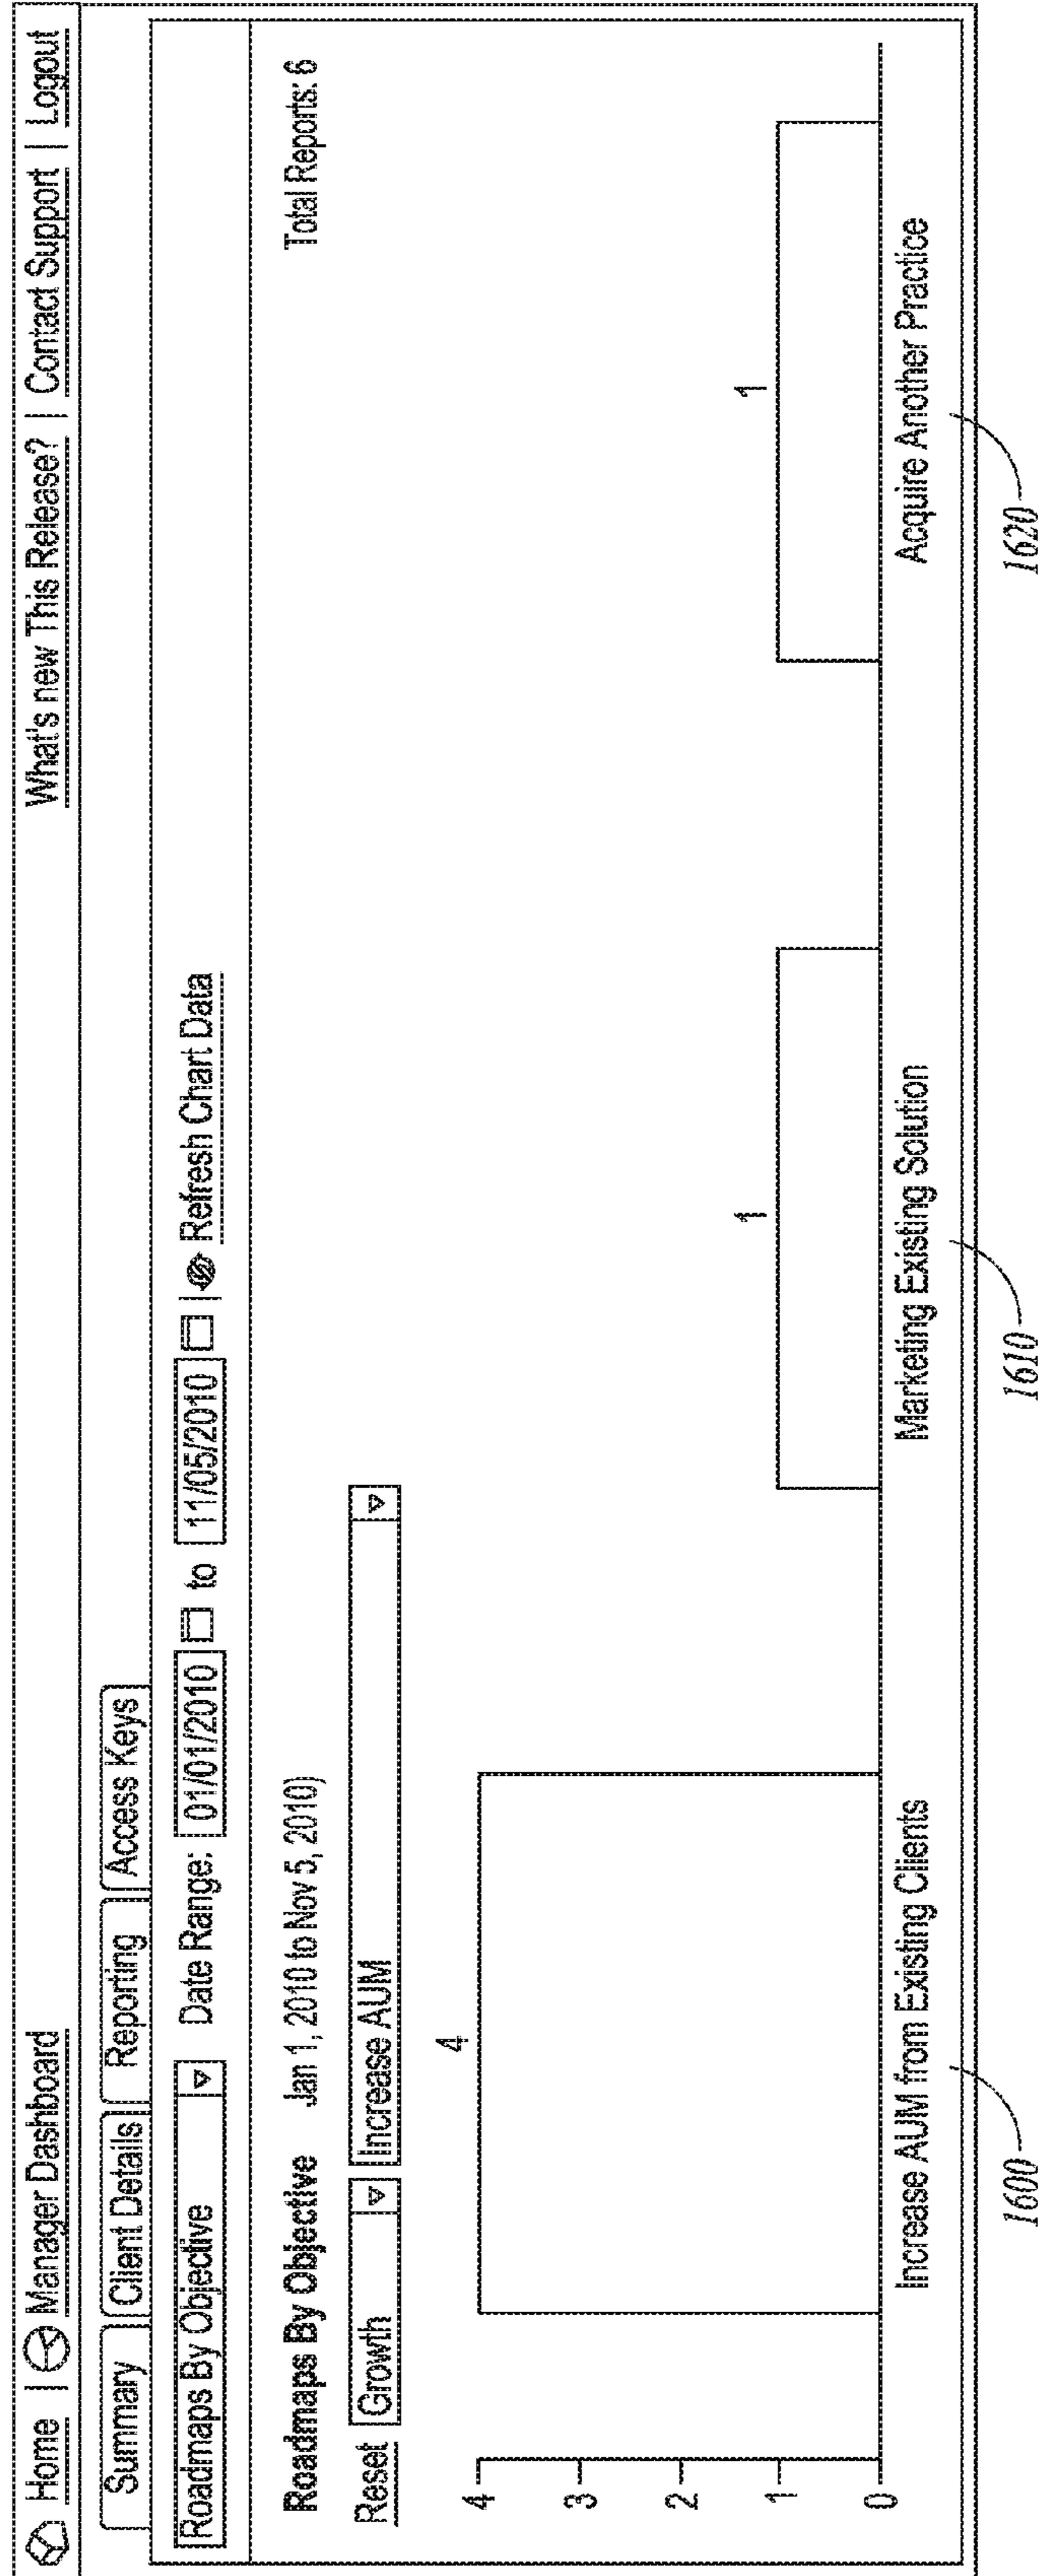 Home | Manager Dashboard What's new This Release? | Contact Support | Logout
Summary Client Details Reporting Access Keys
Roadmaps By Objective Date Range: 01/01/2010 to 11/05/2010 | Refresh Chart Data
Roadmaps By Objective Jan 1, 2010 to Nov 5, 2010) Total Reports: 6
Reset Growth Increase AUM
4
4
3
2
1 1
1
0
Increase AUM from Existing Clients Marketing Existing Solution Acquire Another Practice
1600 1610 1620